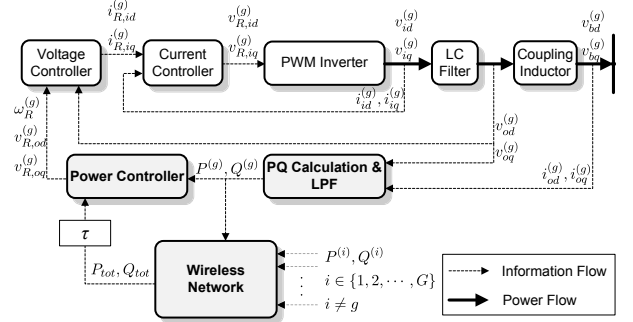 i_{R,id}^{(g)}
i_{R,iq}^{(g)}
v_{R,id}^{(g)}
v_{R,iq}^{(g)}
v_{id}^{(g)}
v_{iq}^{(g)}
v_{bd}^{(g)}
v_{bq}^{(g)}
Voltage
Controller
Current
Controller
PWM Inverter
LC
Filter
Coupling
Inductor
i_{id}^{(g)}, i_{iq}^{(g)}
ω_R^{(g)}
v_{R,od}^{(g)}
v_{R,oq}^{(g)}
v_{od}^{(g)}
v_{oq}^{(g)}
Power Controller
P^{(g)}, Q^{(g)}
PQ Calculation &
LPF
i_{od}^{(g)}, i_{oq}^{(g)}
τ
P_{tot}, Q_{tot}
Wireless
Network
P^{(i)}, Q^{(i)}
⋮ i ∈ {1, 2, ⋯ , G}
i ≠ g
Information Flow
Power Flow